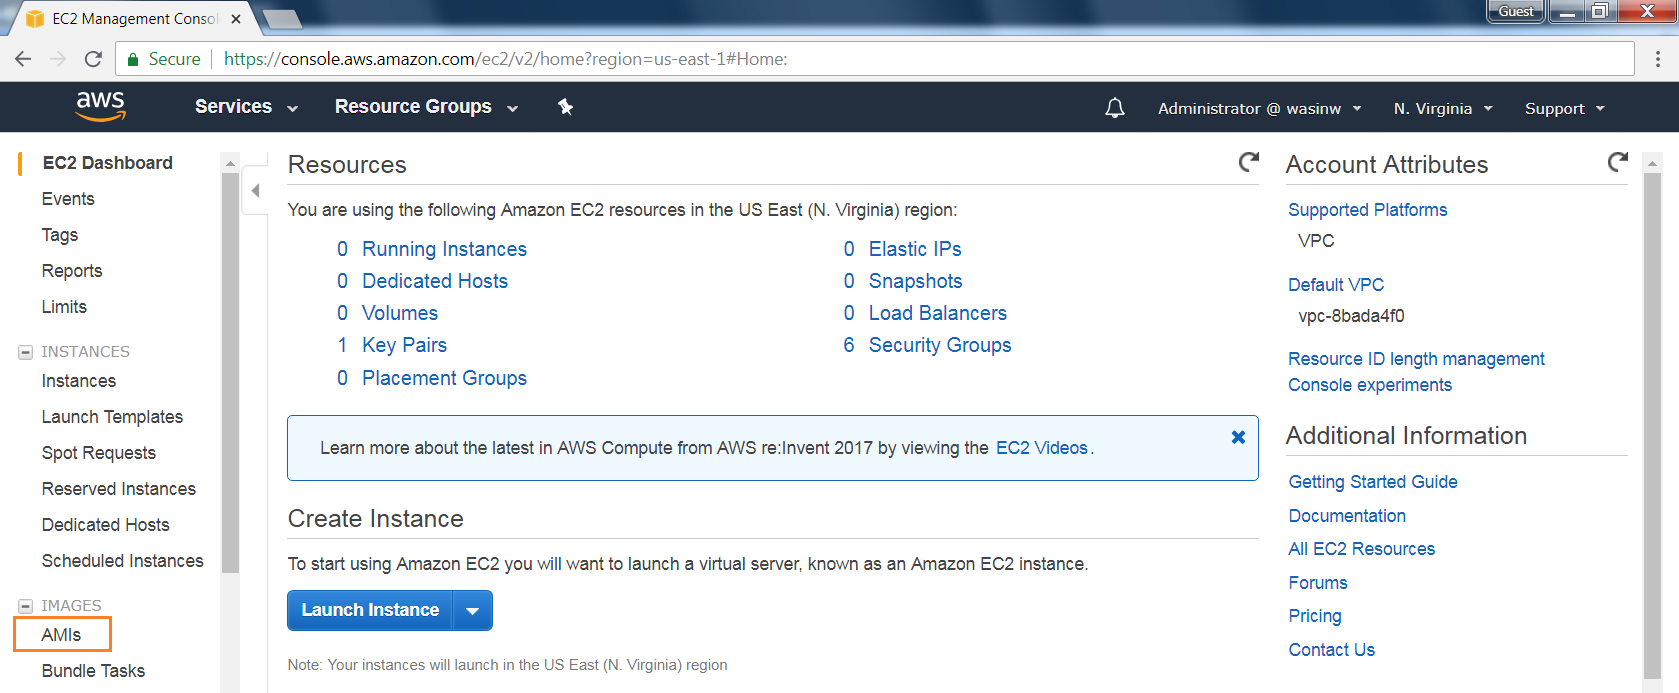 EC2 Management Consol
Guest
Secure
https://console.aws.amazon.com/ec2/v2/home?region=us-east-1#Home:
aws
Services
Resource Groups
Administrator @ wasinw
N. Virginia
Support
EC2 Dashboard
Events
Tags
Reports
Limits
INSTANCES
Instances
Launch Templates
Spot Requests
Reserved Instances
Dedicated Hosts
Scheduled Instances
IMAGES
AMIs
Bundle Tasks
Resources
You are using the following Amazon EC2 resources in the US East (N. Virginia) region:
0 Running Instances
0 Elastic IPs
0 Dedicated Hosts
0 Snapshots
0 Volumes
0 Load Balancers
1 Key Pairs
6 Security Groups
0 Placement Groups
Learn more about the latest in AWS Compute from AWS re:Invent 2017 by viewing the EC2 Videos.
Create Instance
To start using Amazon EC2 you will want to launch a virtual server, known as an Amazon EC2 instance.
Launch Instance
Note: Your instances will launch in the US East (N. Virginia) region
Account Attributes
Supported Platforms
VPC
Default VPC
vpc-8bada4f0
Resource ID length management
Console experiments
Additional Information
Getting Started Guide
Documentation
All EC2 Resources
Forums
Pricing
Contact Us